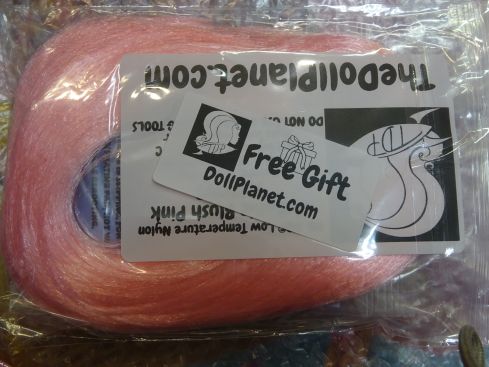 TheDollPlanet.com
DO NOT
TOOLS
Free Gift
DollPlanet.com
Low Temperature Nylon
Blush Pink